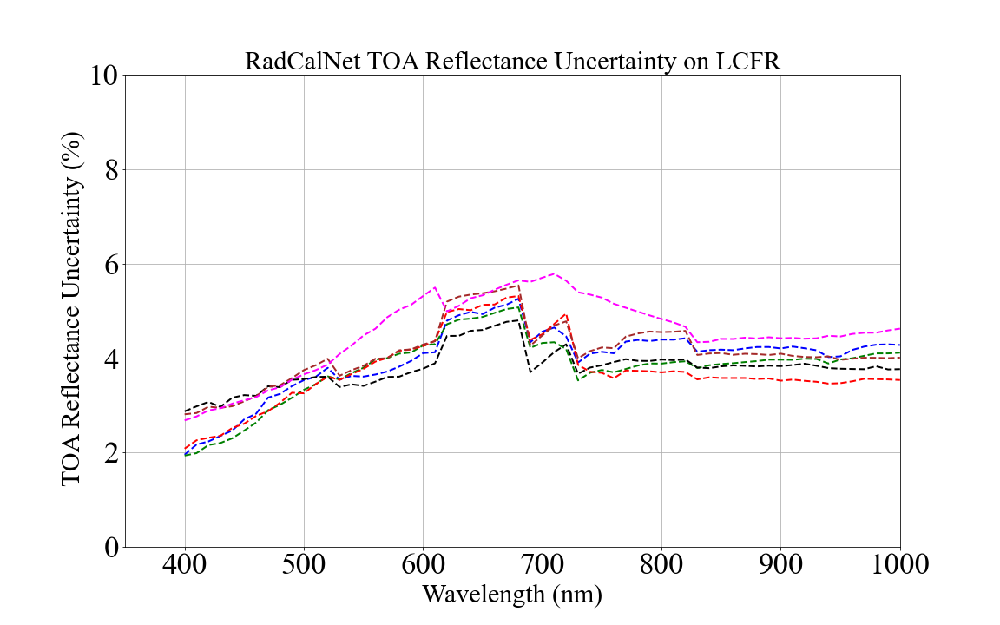 RadCalNet TOA Reflectance Uncertainty on LCFR
TOA Reflectance Uncertainty (%)
10
8
6
4
2
0
400 500 600 700 800 900 1000
Wavelength (nm)